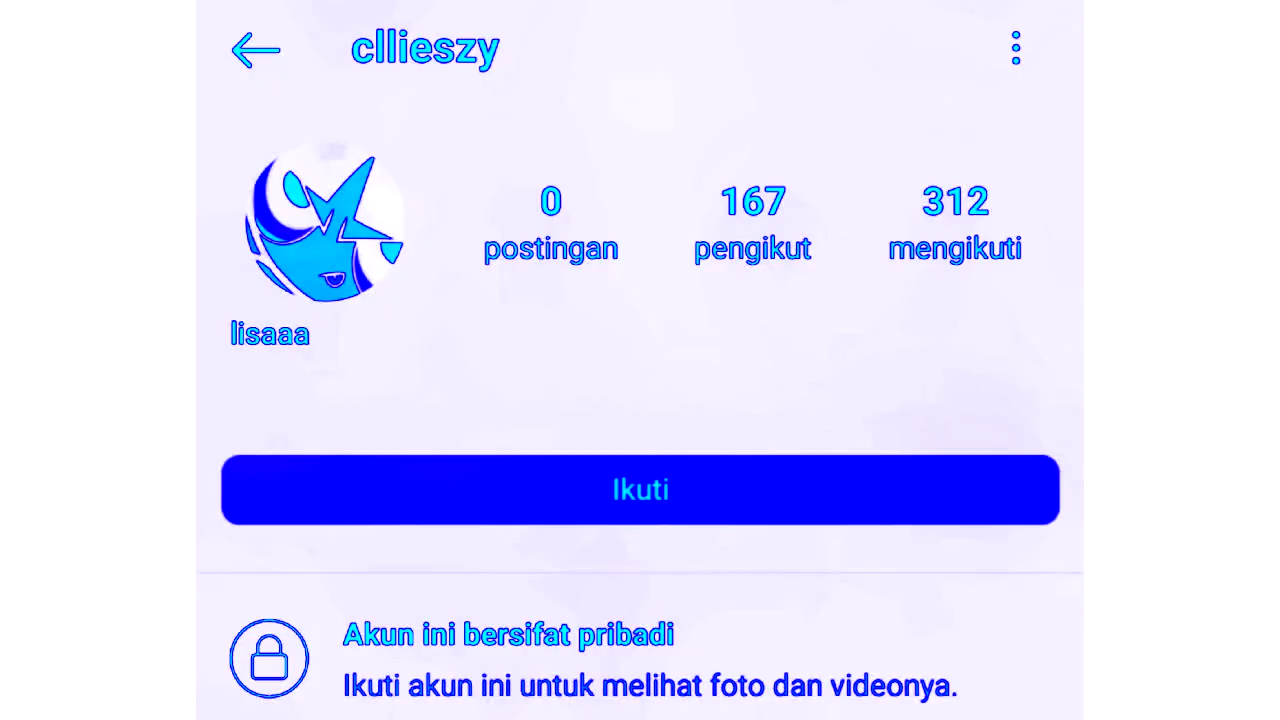 cllieszy
0 167 312
postingan pengikut mengikuti
lisaaa
Ikuti
Akun ini bersifat pribadi
Ikuti akun ini untuk melihat foto dan videonya.